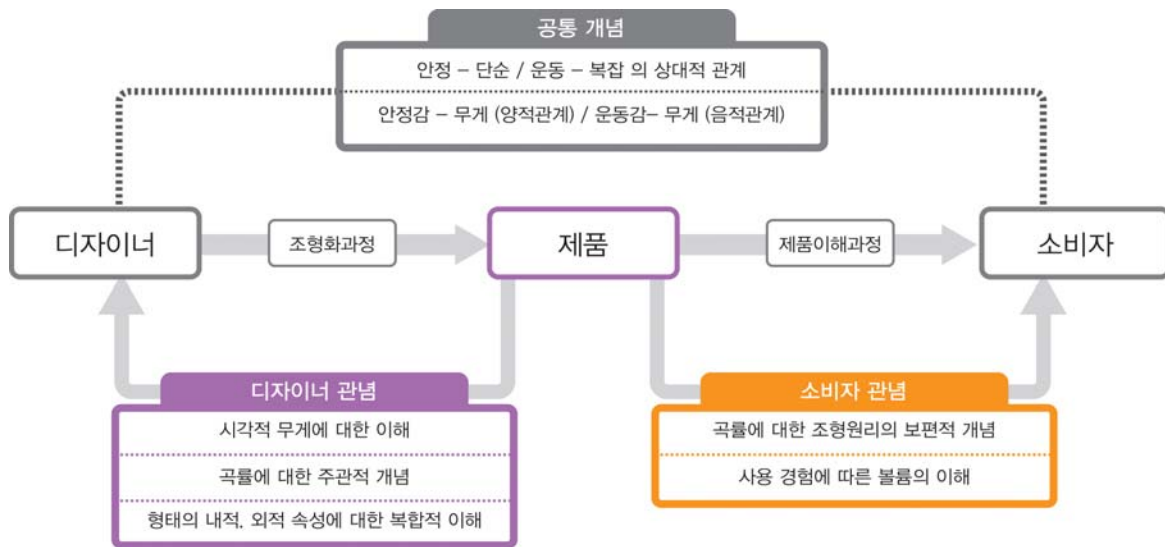 공통 개념
안정 – 단순 / 운동 – 복잡 의 상대적 관계
안정감 – 무게 (양적관계) / 운동감– 무게 (음적관계)
디자이너
조형화과정
제품
제품이해과정
소비자
디자이너 관념
시각적 무게에 대한 이해
곡률에 대한 주관적 개념
형태의 내적, 외적 속성에 대한 복합적 이해
소비자 관념
곡률에 대한 조형원리의 보편적 개념
사용 경험에 따른 볼륨의 이해